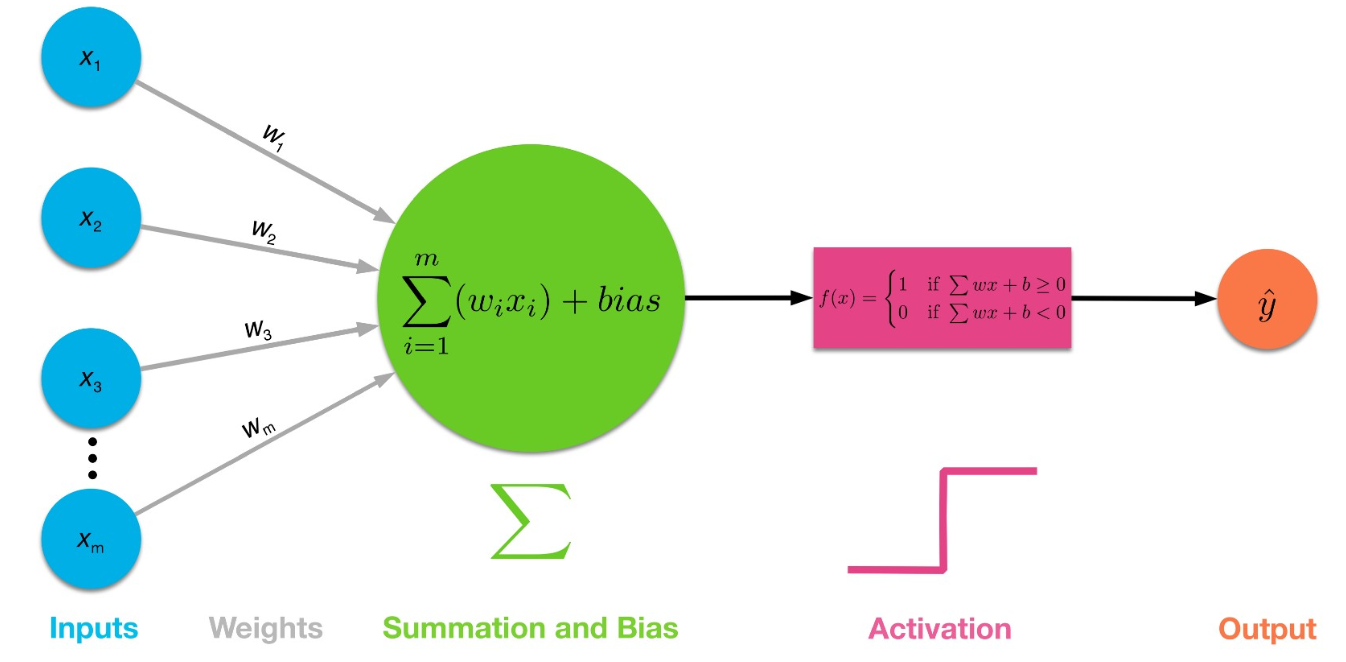 x₁
w₁
x₂
w₂
x₃
w₃
xₘ
wₘ
m
∑(wᵢxᵢ) + bias
i=1
f(x) = {1 if ∑ wx + b ≥ 0
0 if ∑ wx + b < 0
ŷ
∑
Inputs
Weights
Summation and Bias
Activation
Output